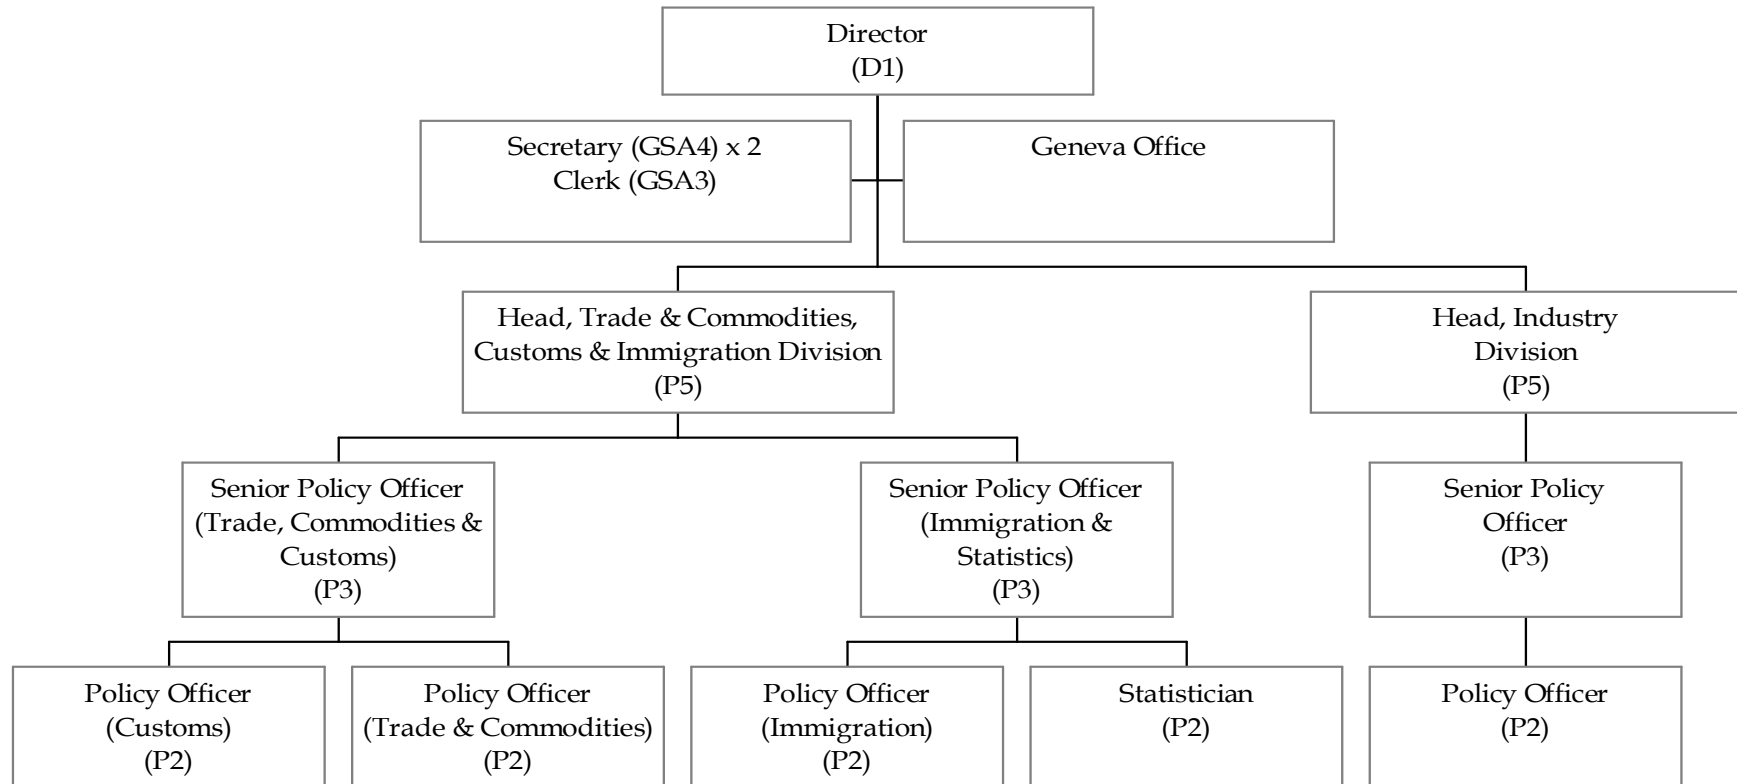 Director
(D1)
Secretary (GSA4) x 2
Clerk (GSA3)
Geneva Office
Head, Trade & Commodities,
Customs & Immigration Division
(P5)
Head, Industry
Division
(P5)
Senior Policy Officer
(Trade, Commodities &
Customs)
(P3)
Senior Policy Officer
(Immigration &
Statistics)
(P3)
Senior Policy
Officer
(P3)
Policy Officer
(Customs)
(P2)
Policy Officer
(Trade & Commodities)
(P2)
Policy Officer
(Immigration)
(P2)
Statistician
(P2)
Policy Officer
(P2)